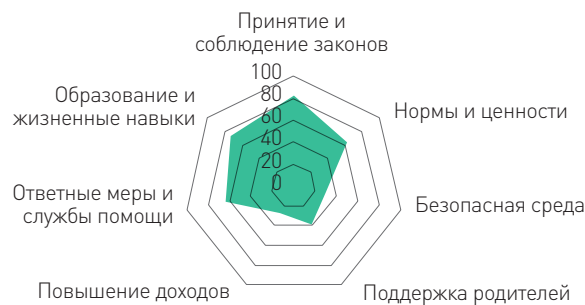 Принятие и
соблюдение законов
100
80
60
40
20
0
Образование и
жизненные навыки
Нормы и ценности
Ответные меры и
службы помощи
Безопасная среда
Повышение доходов
Поддержка родителей